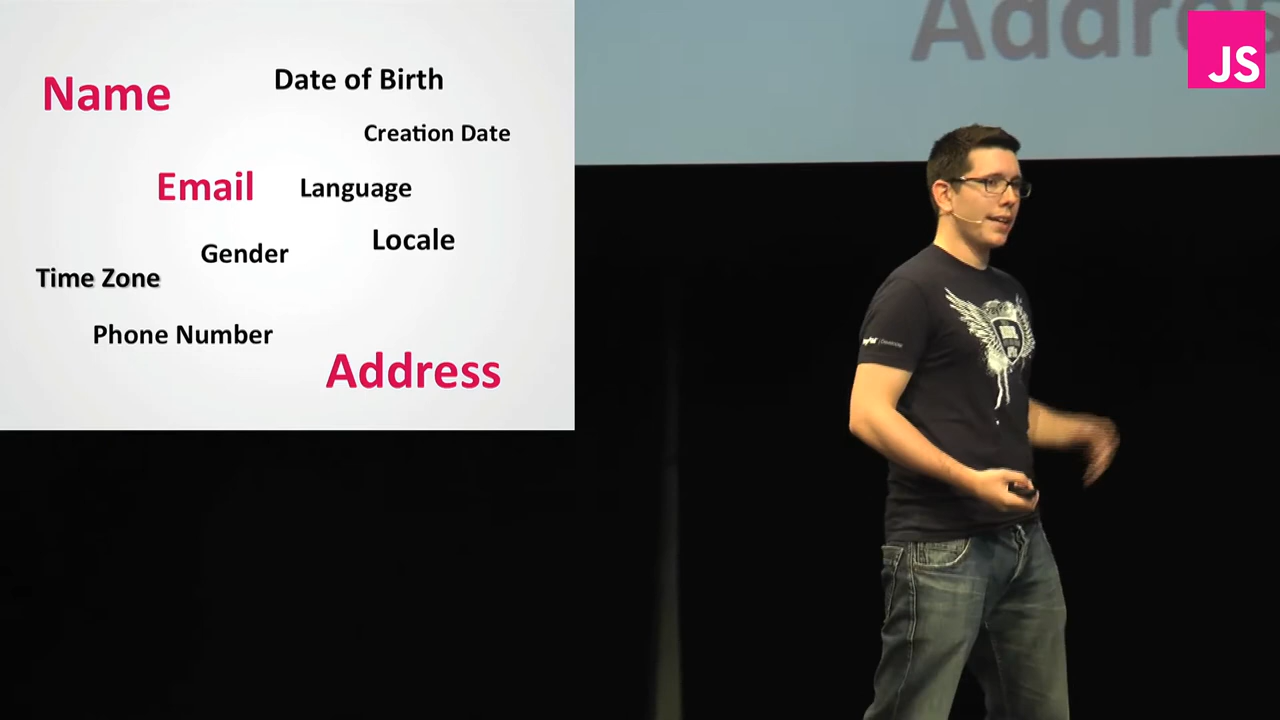 Name
Date of Birth
Creation Date
Email
Language
Gender
Locale
Time Zone
Phone Number
Address
JS